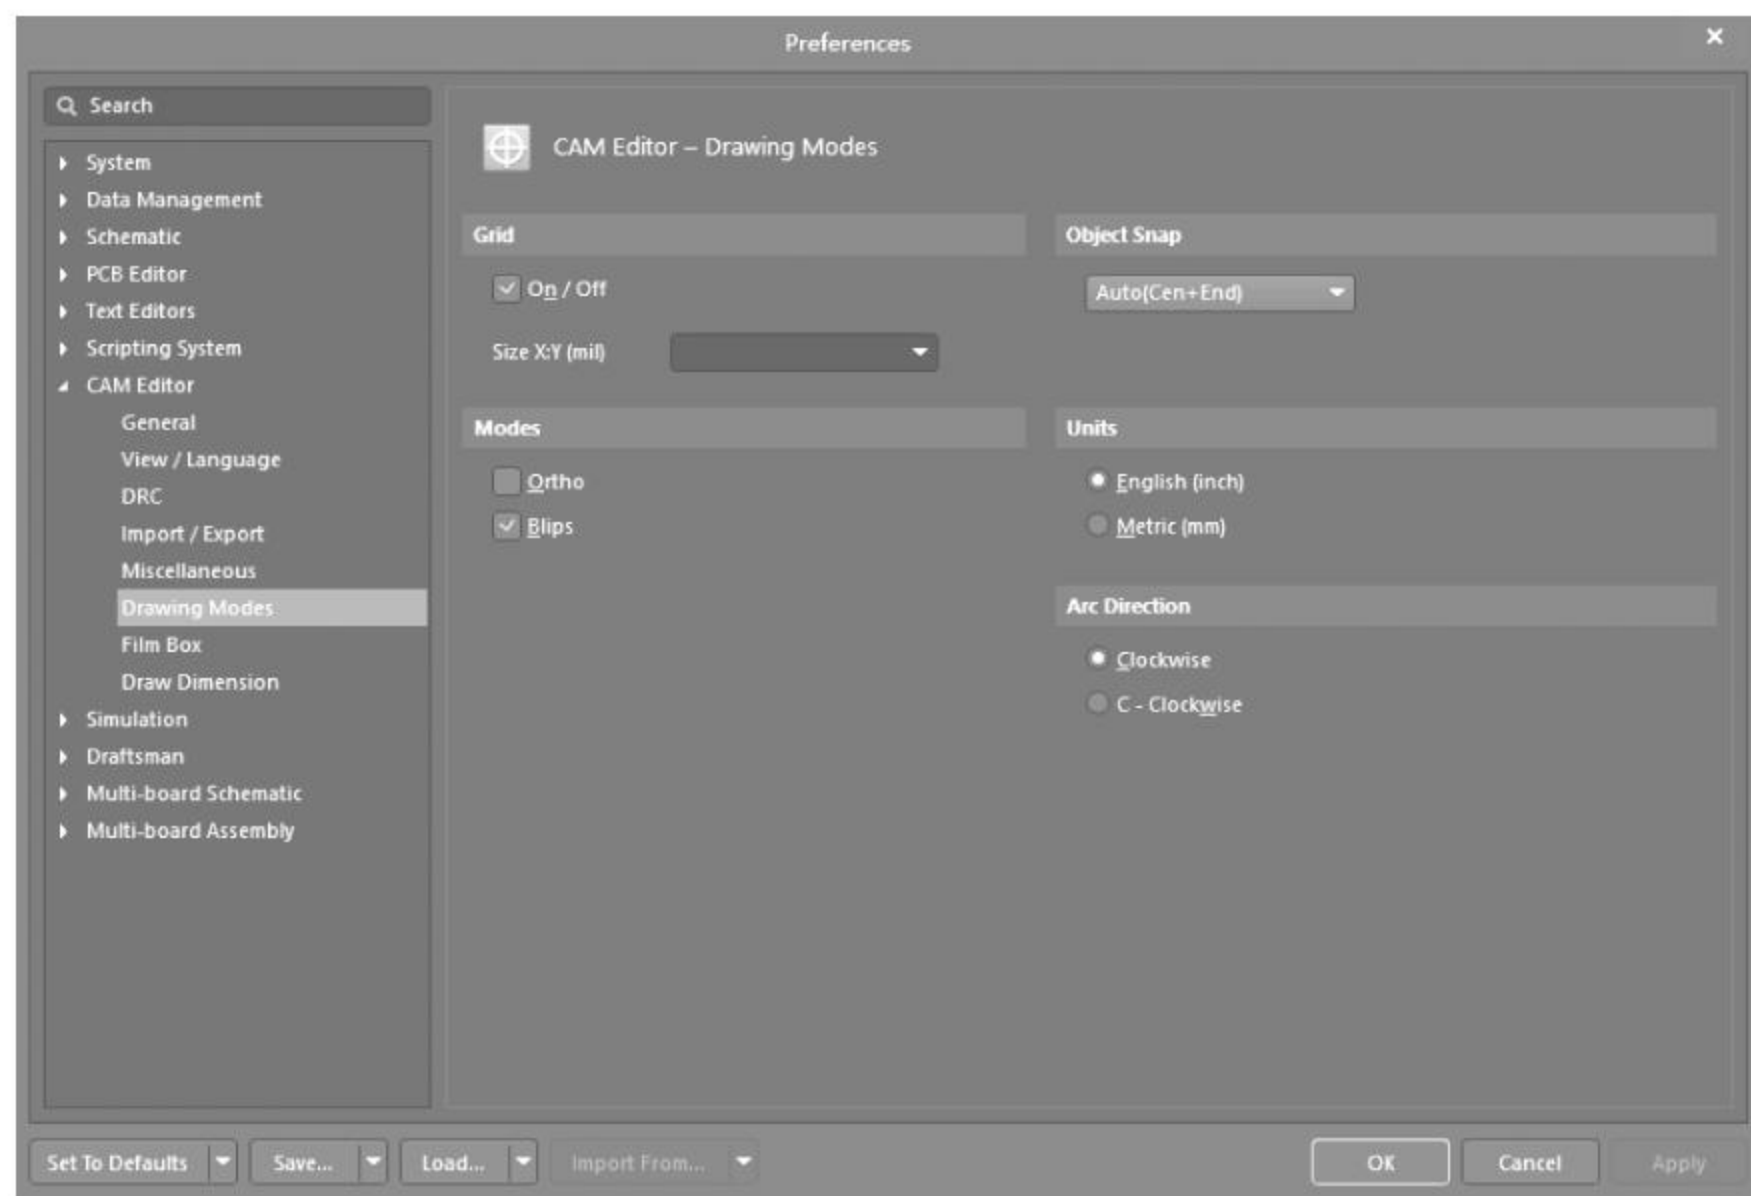 Preferences
Search
System
Data Management
Schematic
PCB Editor
Text Editors
Scripting System
CAM Editor
General
View / Language
DRC
Import / Export
Miscellaneous
Drawing Modes
Film Box
Draw Dimension
Simulation
Draftsman
Multi-board Schematic
Multi-board Assembly
CAM Editor – Drawing Modes
Grid
On / Off
Size X:Y (mil)
Modes
Ortho
Blips
Object Snap
Auto(Cen+End)
Units
English (inch)
Metric (mm)
Arc Direction
Clockwise
C - Clockwise
Set To Defaults
Save...
Load...
Import From...
OK
Cancel
Apply